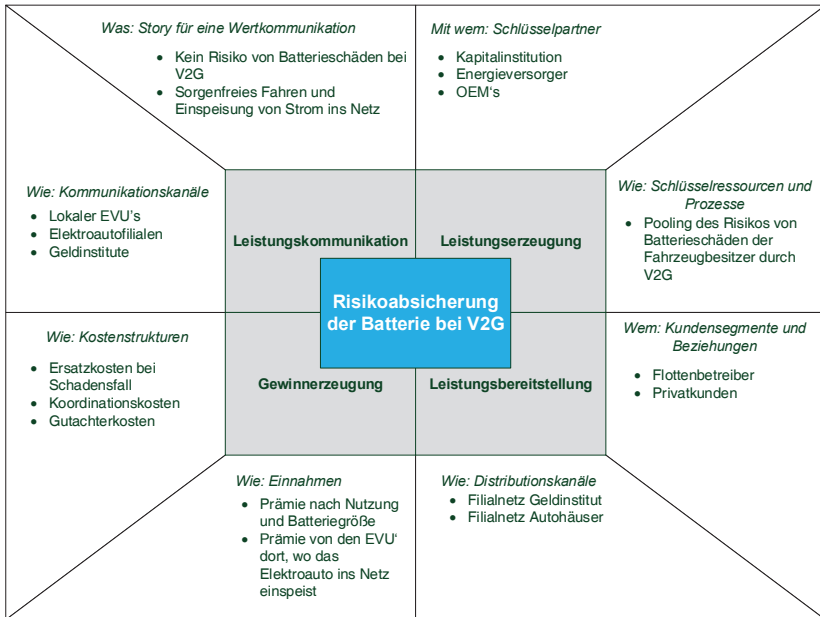 Was: Story für eine Wertkommunikation
• Kein Risiko von Batterieschäden bei
V2G
• Sorgenfreies Fahren und
Einspeisung von Strom ins Netz
Mit wem: Schlüsselpartner
• Kapitalinstitution
• Energieversorger
• OEM‘s
Wie: Kommunikationskanäle
• Lokaler EVU’s
• Elektroautofilialen
• Geldinstitute
Leistungskommunikation
Leistungserzeugung
Wie: Schlüsselressourcen und
Prozesse
• Pooling des Risikos von
Batterieschäden der
Fahrzeugbesitzer durch
V2G
Risikoabsicherung
der Batterie bei V2G
Wie: Kostenstrukturen
• Ersatzkosten bei
Schadensfall
• Koordinationskosten
• Gutachterkosten
Gewinnerzeugung
Leistungsbereitstellung
Wem: Kundensegmente und
Beziehungen
• Flottenbetreiber
• Privatkunden
Wie: Einnahmen
• Prämie nach Nutzung
und Batteriegröße
• Prämie von den EVU‘
dort, wo das
Elektroauto ins Netz
einspeist
Wie: Distributionskanäle
• Filialnetz Geldinstitut
• Filialnetz Autohäuser